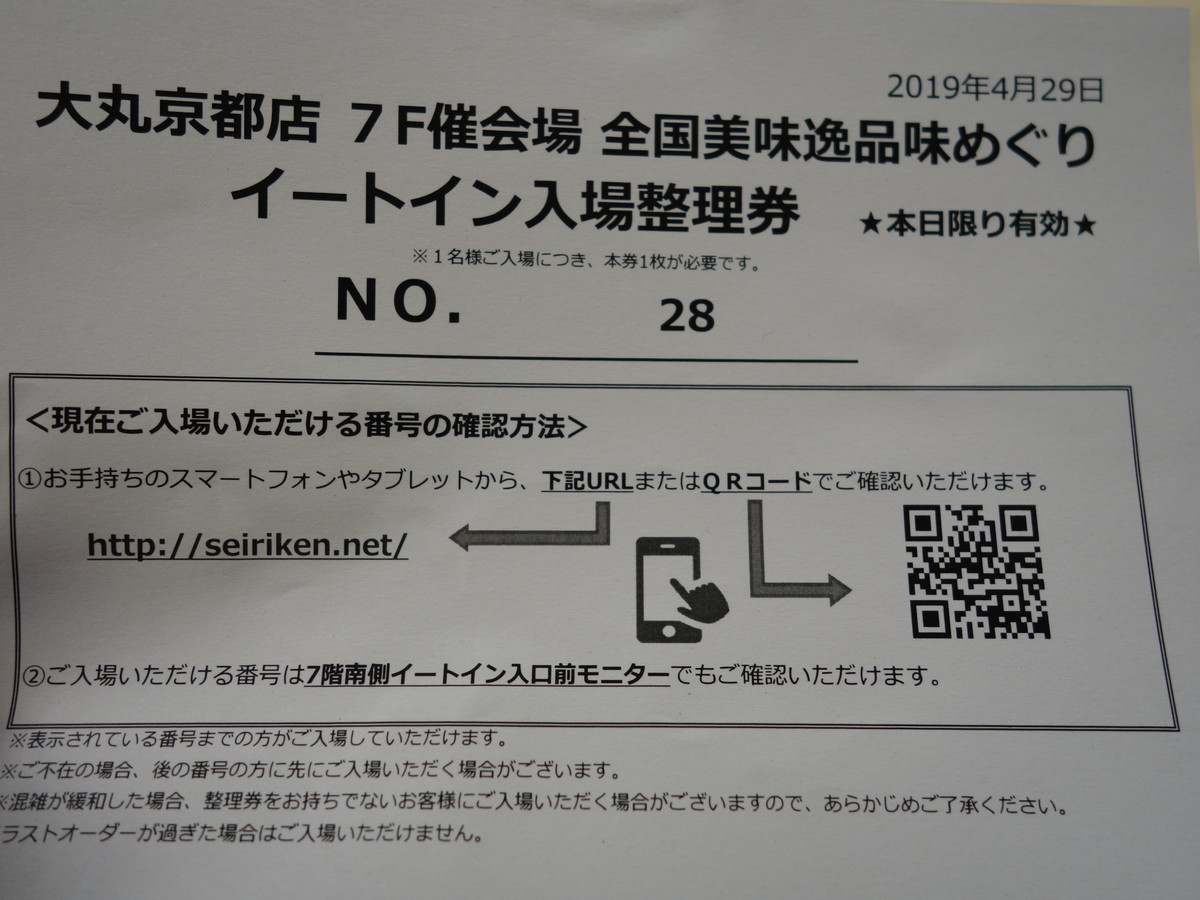 2019年4月29日
大丸京都店 7F催会場 全国美味逸品味めぐり
イートイン入場整理券 ★本日限り有効★
※1名様ご入場につき、本券1枚が必要です。
NO. 28
＜現在ご入場いただける番号の確認方法＞
①お手持ちのスマートフォンやタブレットから、下記URLまたはQRコードでご確認いただけます。
http://seiriken.net/
②ご入場いただける番号は7階南側イートイン入口前モニターでもご確認いただけます。
※表示されている番号までの方がご入場していただけます。
※ご不在の場合、後の番号の方に先にご入場いただく場合がございます。
※混雑が緩和した場合、整理券をお持ちでないお客様にご入場いただく場合がございますので、あらかじめご了承ください。
ラストオーダーが過ぎた場合はご入場いただけません。